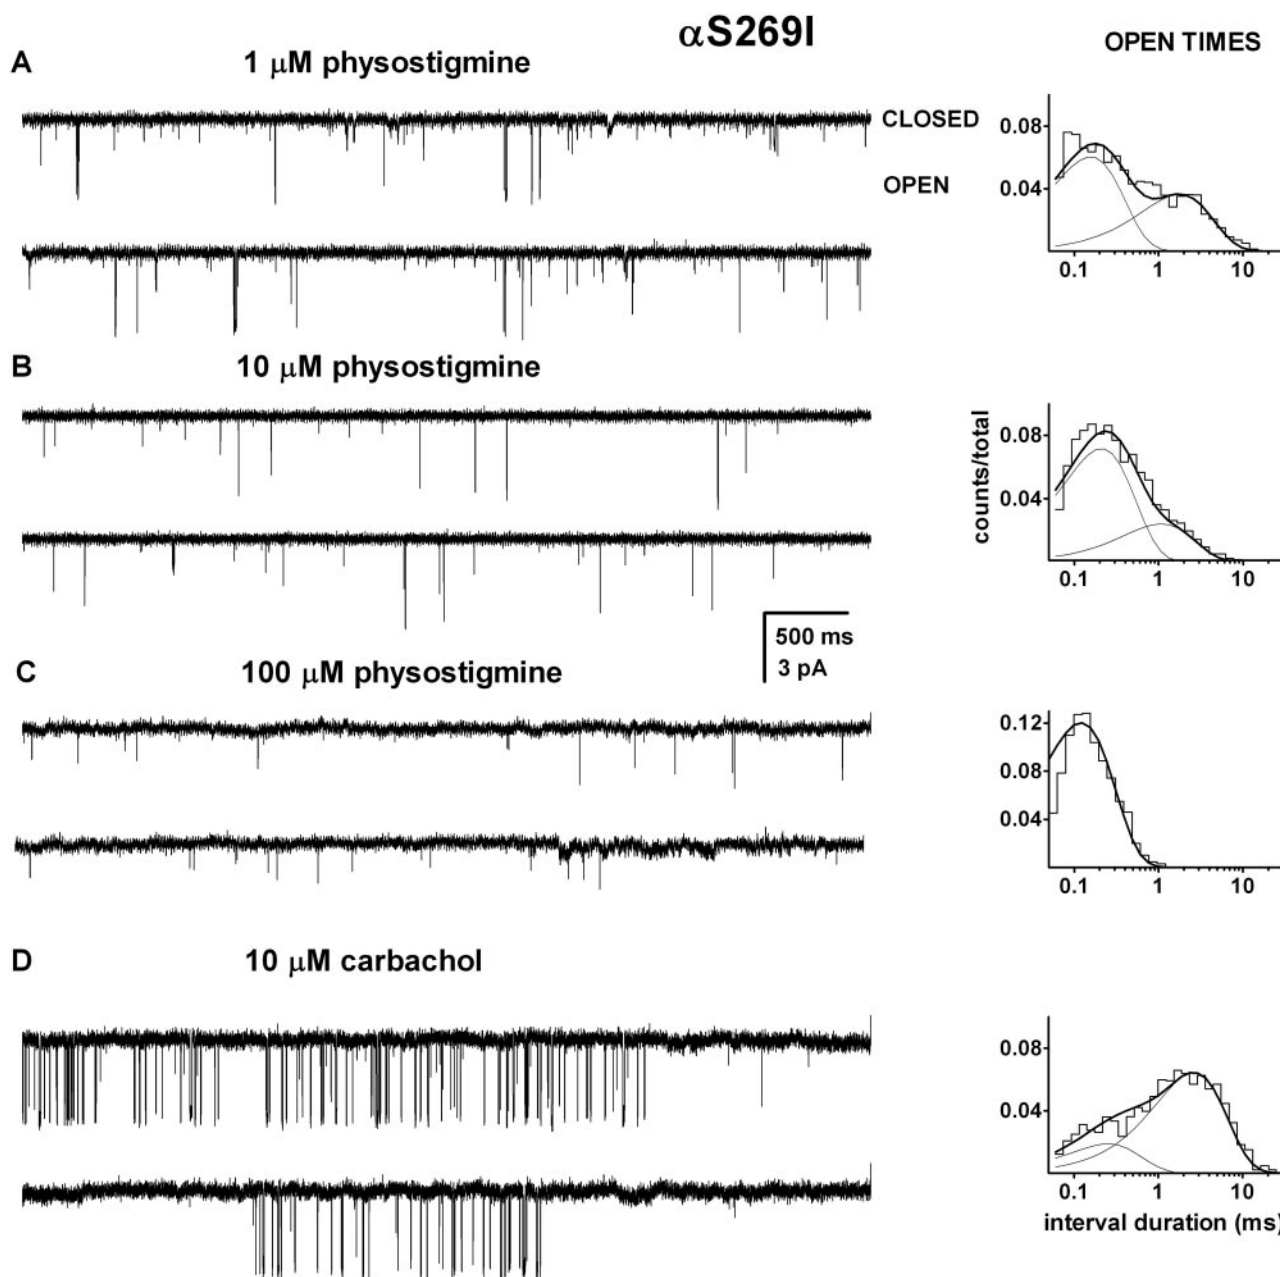 αS269I
OPEN TIMES
A
1 μM physostigmine
CLOSED
OPEN
0.08
0.04
0.1 1 10
B
10 μM physostigmine
counts/total
0.08
0.04
0.1 1 10
500 ms
3 pA
C
100 μM physostigmine
0.12
0.08
0.04
0.1 1 10
D
10 μM carbachol
0.08
0.04
0.1 1 10
interval duration (ms)